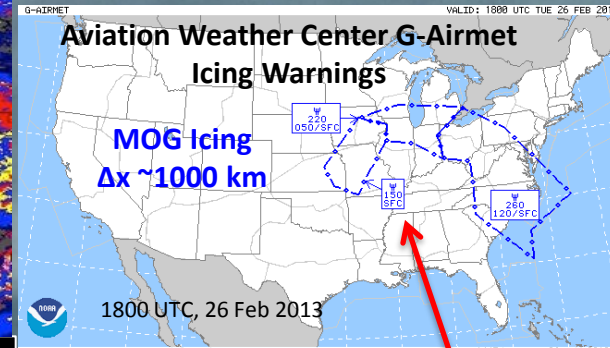 G-AIRMET
VALID: 1800 UTC TUE 26 FEB 201
Aviation Weather Center G-Airmet
Icing Warnings
220
050/SFC
MOG Icing
Δx ~1000 km
150
SFC
260
120/SFC
1800 UTC, 26 Feb 2013
NOAA